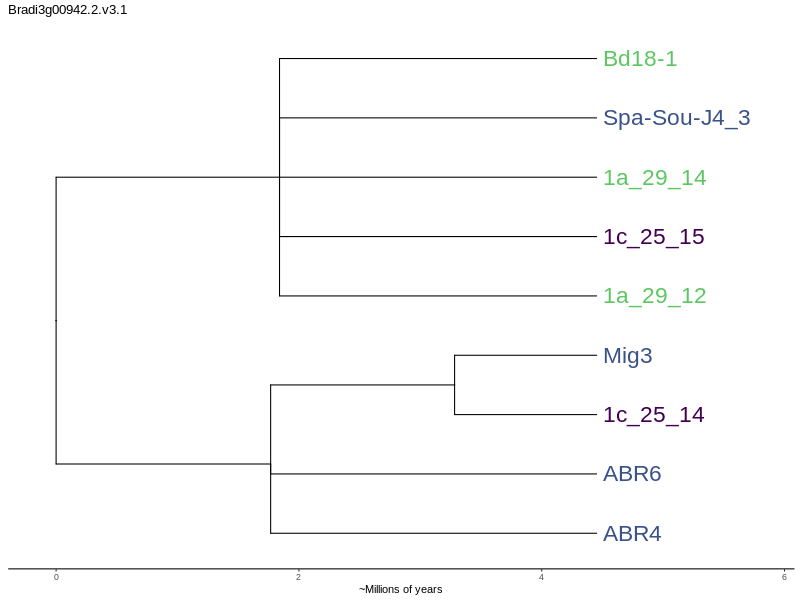 Bradi3g00942.2.v3.1
Bd18-1
Spa-Sou-J4_3
1a_29_14
1c_25_15
1a_29_12
Mig3
1c_25_14
ABR6
ABR4
0 2 4 6
~Millions of years